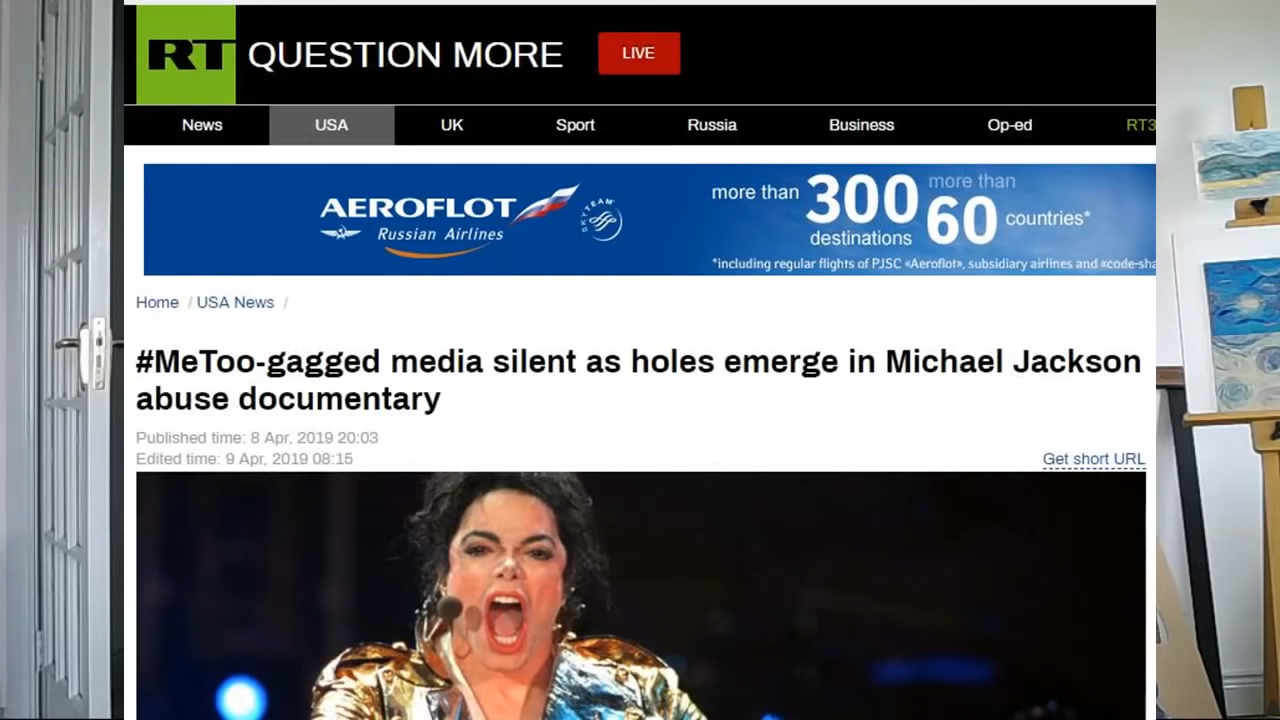 RT QUESTION MORE LIVE
News USA UK Sport Russia Business Op-ed RT3
AEROFLOT
Russian Airlines
SKYTEAM
more than 300 destinations
more than 60 countries*
*including regular flights of PJSC «Aeroflot», subsidiary airlines and «code-sha
Home / USA News /
#MeToo-gagged media silent as holes emerge in Michael Jackson
abuse documentary
Published time: 8 Apr, 2019 20:03
Edited time: 9 Apr, 2019 08:15
Get short URL